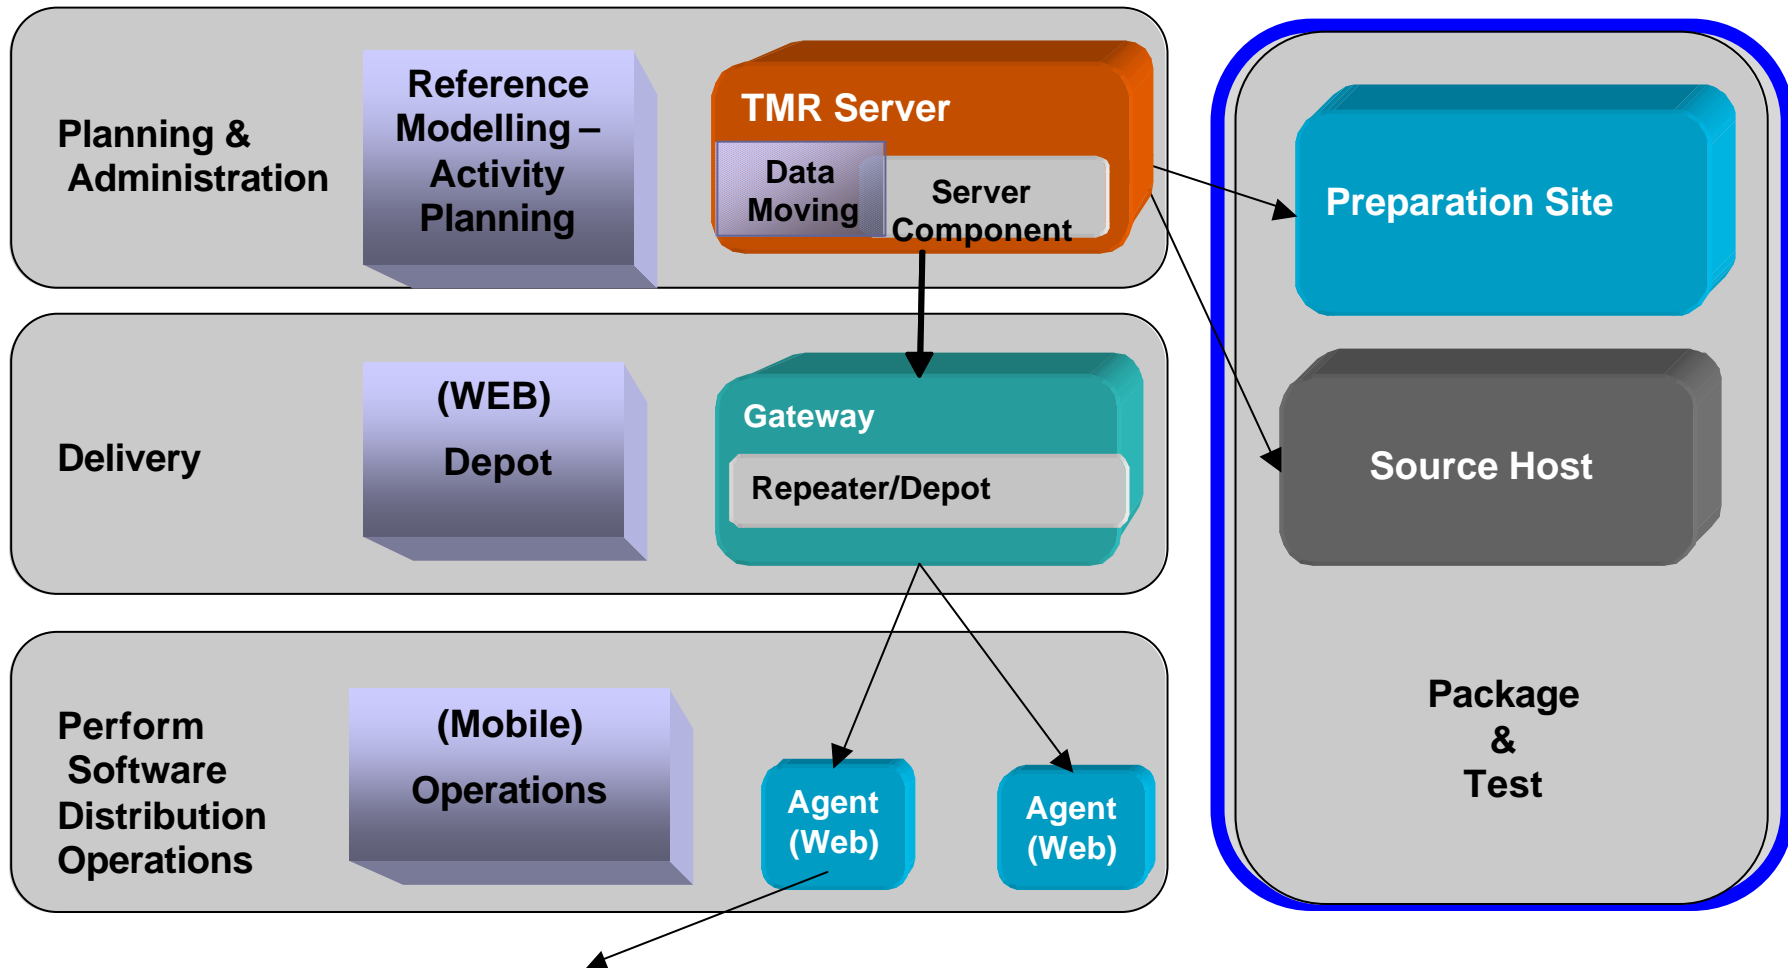 Planning &
Administration
Reference
Modelling –
Activity
Planning
TMR Server
Data
Moving
Server
Component
Preparation Site
Delivery
(WEB)
Depot
Gateway
Repeater/Depot
Source Host
Perform
Software
Distribution
Operations
(Mobile)
Operations
Agent
(Web)
Agent
(Web)
Package
&
Test